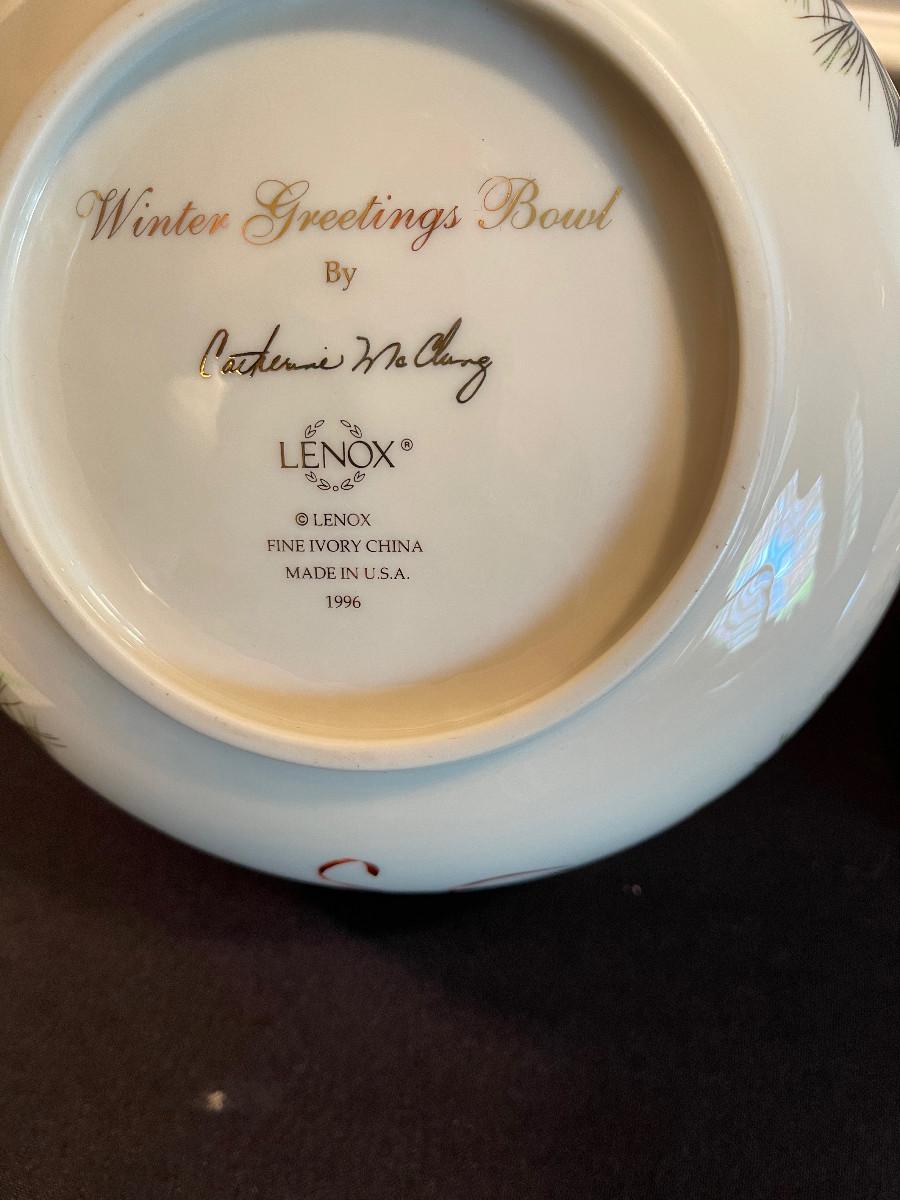 Winter Greetings Bowl
By
Catherine McClung
LENOX®
© LENOX
FINE IVORY CHINA
MADE IN U.S.A.
1996